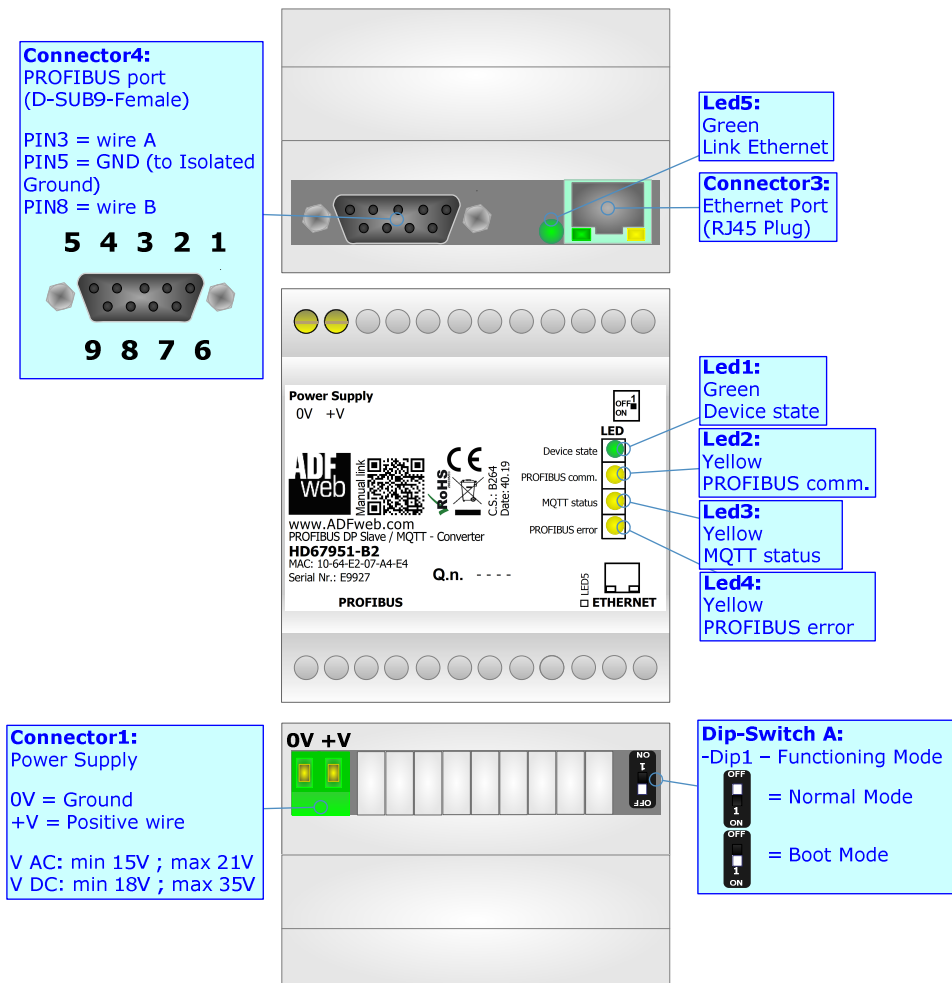 Connector4:
PROFIBUS port
(D-SUB9-Female)
PIN3 = wire A
PIN5 = GND (to Isolated
Ground)
PIN8 = wire B
5 4 3 2 1
9 8 7 6
Led5:
Green
Link Ethernet
Connector3:
Ethernet Port
(RJ45 Plug)
Power Supply
0V +V
OFF 1
ON
LED
Device state
PROFIBUS comm.
MQTT status
PROFIBUS error
ADF
web
Manual link
RoHS
CE
C.S.: B264
Date: 40.19
www.ADFweb.com
PROFIBUS DP Slave / MQTT - Converter
HD67951-B2
MAC: 10-64-E2-07-A4-E4
Serial Nr.: E9927
Q.n. - - - -
PROFIBUS
LED5
ETHERNET
Led1:
Green
Device state
Led2:
Yellow
PROFIBUS comm.
Led3:
Yellow
MQTT status
Led4:
Yellow
PROFIBUS error
Connector1:
Power Supply
0V = Ground
+V = Positive wire
V AC: min 15V ; max 21V
V DC: min 18V ; max 35V
0V +V
ON
1
OFF
Dip-Switch A:
-Dip1 – Functioning Mode
OFF
1
ON
= Normal Mode
OFF
1
ON
= Boot Mode